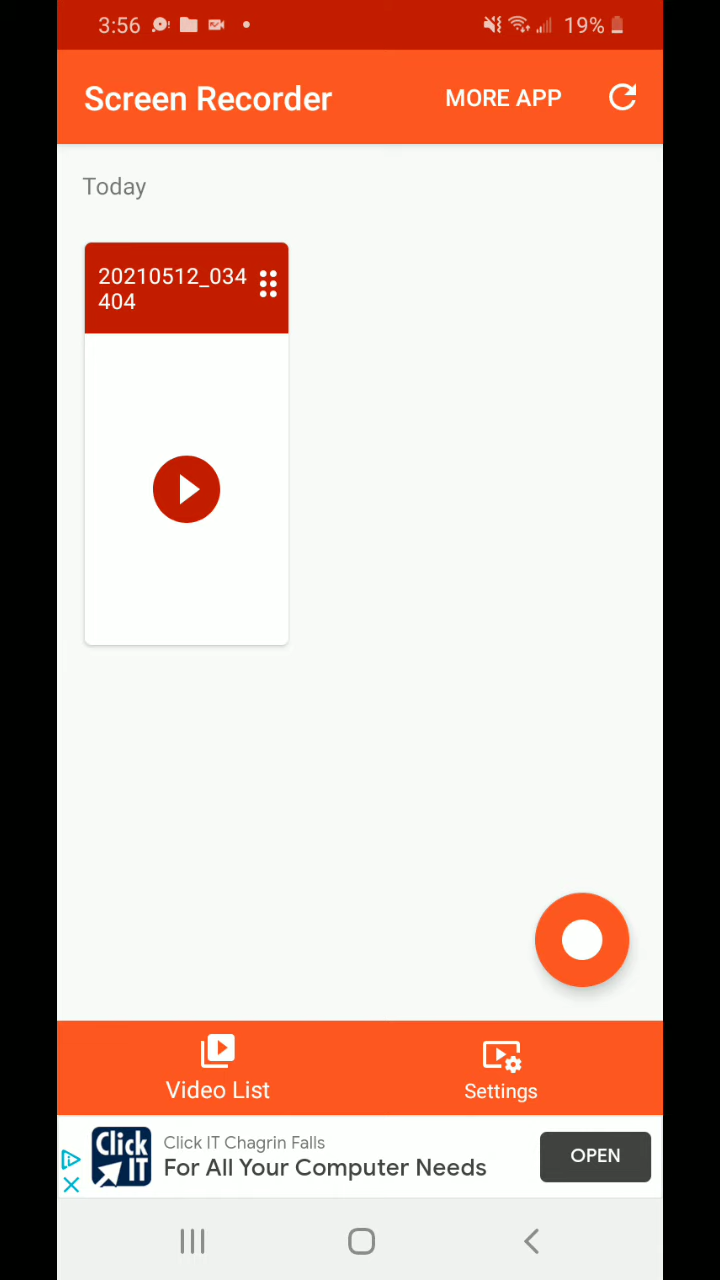 3:56
19%
Screen Recorder
MORE APP
Today
20210512_034
404
Video List
Settings
Click IT
Click IT Chagrin Falls
For All Your Computer Needs
OPEN